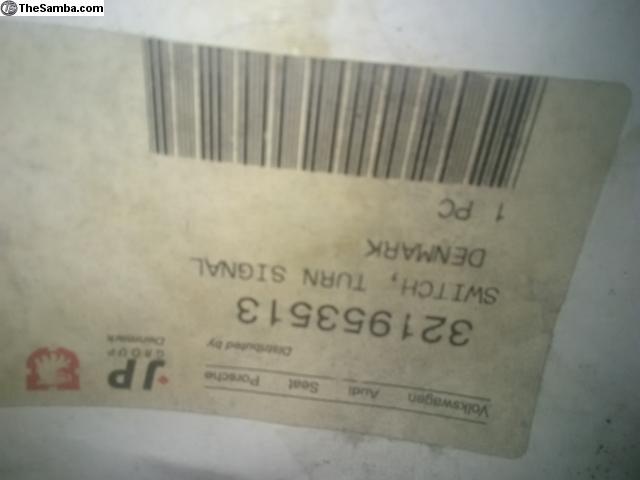 TheSamba.com
Volkswagen Audi Seat Porsche
Distributed by
JP
GROUP
Denmark
321953513
SWITCH, TURN SIGNAL
DENMARK
1 PC